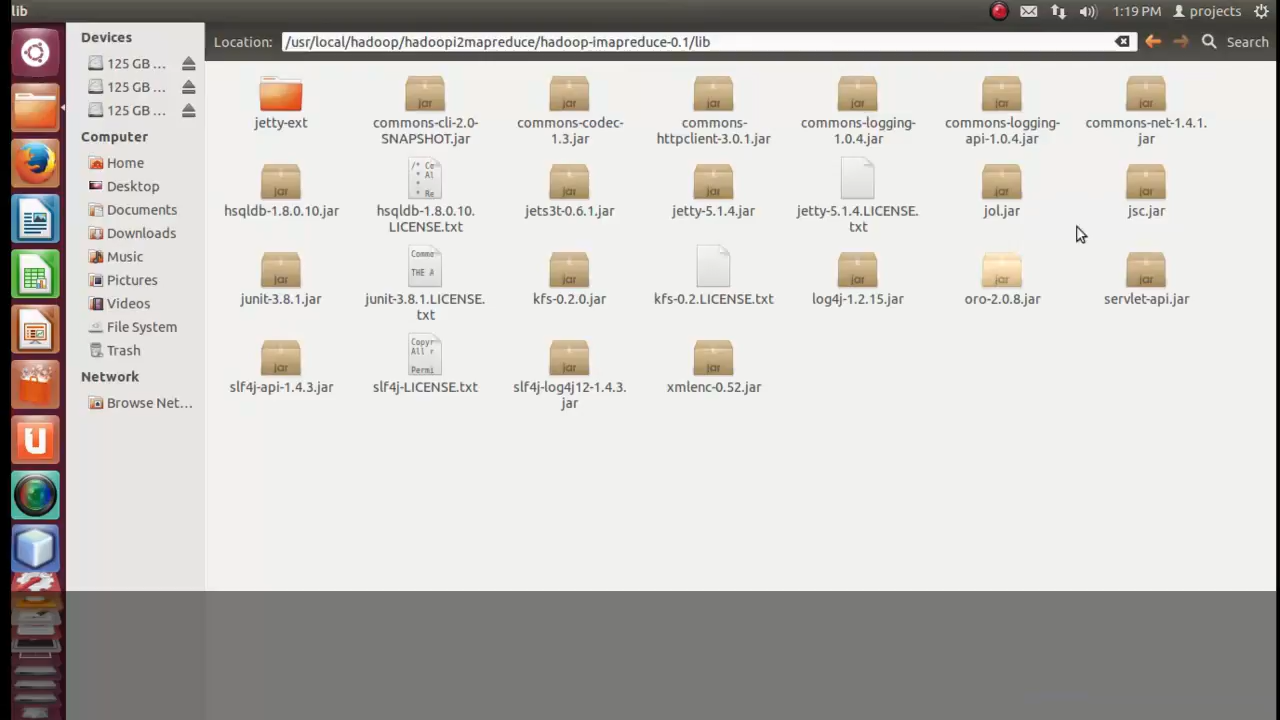 lib
1:19 PM
projects
Devices
125 GB ...
125 GB ...
125 GB ...
Computer
Home
Desktop
Documents
Downloads
Music
Pictures
Videos
File System
Trash
Network
Browse Net...
Location:
/usr/local/hadoop/hadoopi2mapreduce/hadoop-imapreduce-0.1/lib
Search
jetty-ext
commons-cli-2.0-
SNAPSHOT.jar
commons-codec-
1.3.jar
commons-
httpclient-3.0.1.jar
commons-logging-
1.0.4.jar
commons-logging-
api-1.0.4.jar
commons-net-1.4.1.
jar
hsqldb-1.8.0.10.jar
hsqldb-1.8.0.10.
LICENSE.txt
jets3t-0.6.1.jar
jetty-5.1.4.jar
jetty-5.1.4.LICENSE.
txt
jol.jar
jsc.jar
junit-3.8.1.jar
junit-3.8.1.LICENSE.
txt
kfs-0.2.0.jar
kfs-0.2.LICENSE.txt
log4j-1.2.15.jar
oro-2.0.8.jar
servlet-api.jar
slf4j-api-1.4.3.jar
slf4j-LICENSE.txt
slf4j-log4j12-1.4.3.
jar
xmlenc-0.52.jar